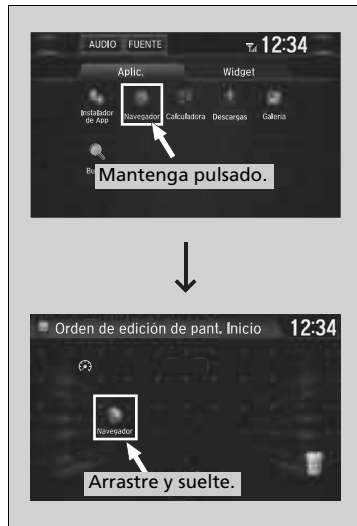 AUDIO FUENTE 12:34
Aplic. Widget
Instalador de App Navegador Calculadora Descargas Galería
Mantenga pulsado.
Orden de edición de pant. Inicio 12:34
Navegador
Arrastre y suelte.